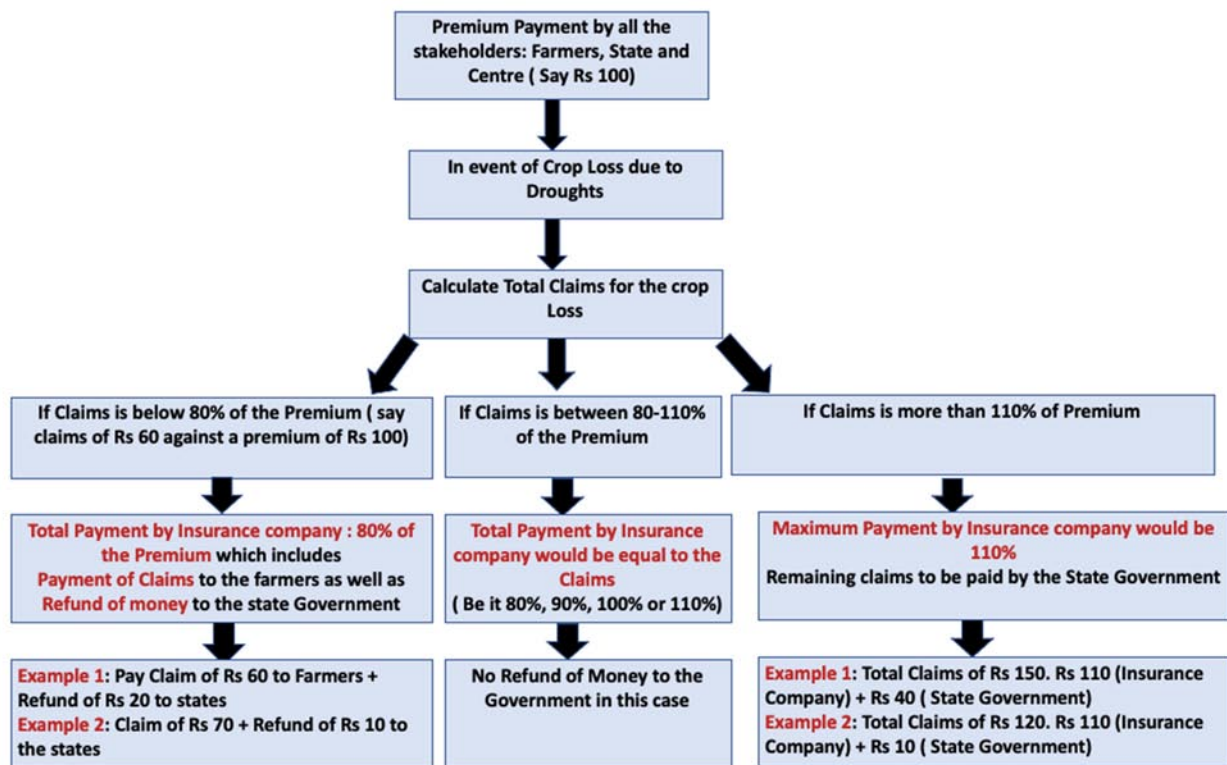 Premium Payment by all the
stakeholders: Farmers, State and
Centre ( Say Rs 100)
In event of Crop Loss due to
Droughts
Calculate Total Claims for the crop
Loss
If Claims is below 80% of the Premium ( say
claims of Rs 60 against a premium of Rs 100)
If Claims is between 80-110%
of the Premium
If Claims is more than 110% of Premium
Total Payment by Insurance company : 80% of
the Premium which includes
Payment of Claims to the farmers as well as
Refund of money to the state Government
Total Payment by Insurance
company would be equal to the
Claims
( Be it 80%, 90%, 100% or 110%)
Maximum Payment by Insurance company would be
110%
Remaining claims to be paid by the State Government
Example 1: Pay Claim of Rs 60 to Farmers +
Refund of Rs 20 to states
Example 2: Claim of Rs 70 + Refund of Rs 10 to
the states
No Refund of Money to the
Government in this case
Example 1: Total Claims of Rs 150. Rs 110 (Insurance
Company) + Rs 40 ( State Government)
Example 2: Total Claims of Rs 120. Rs 110 (Insurance
Company) + Rs 10 ( State Government)